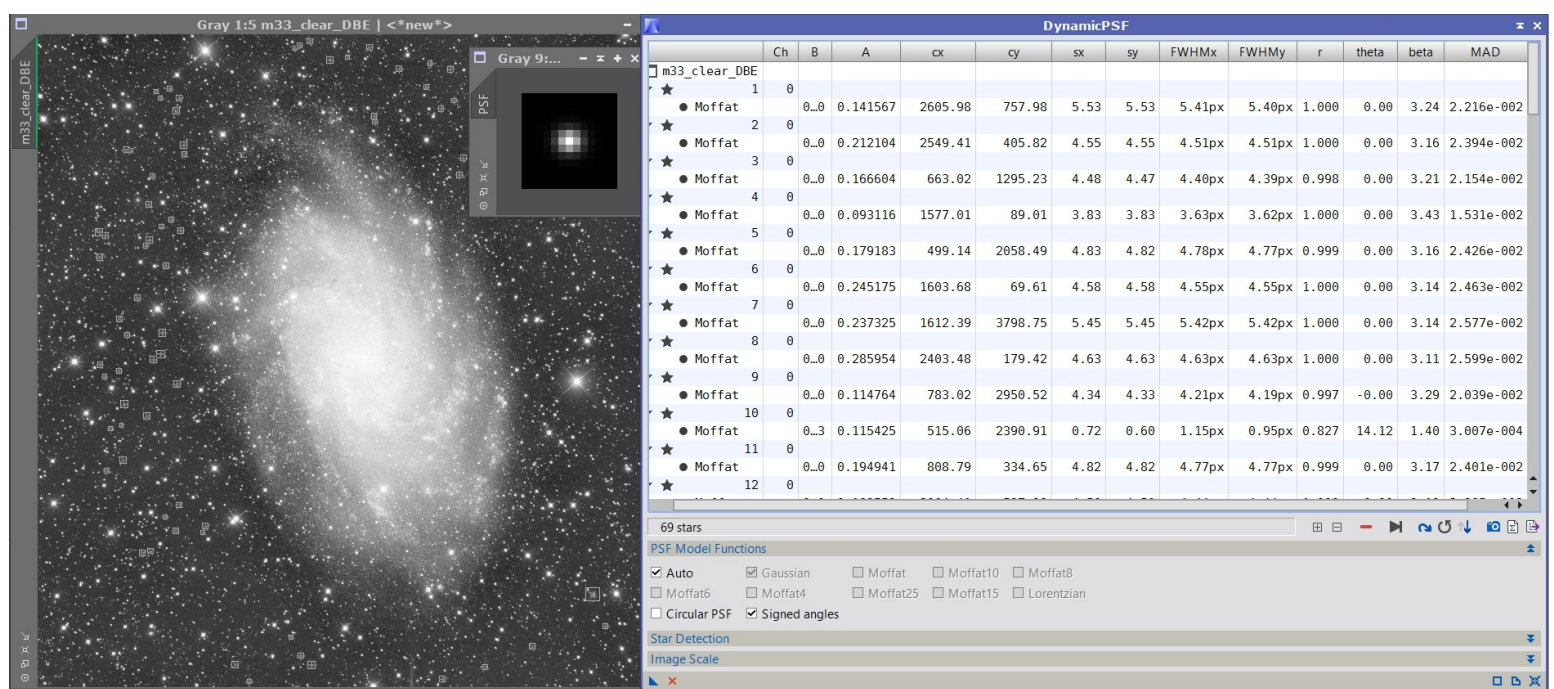 Gray 1:5 m33_clear_DBE | <*new*>
m33_clear_DBE
Gray 9:...
PSF
DynamicPSF
Ch B A cx cy sx sy FWHMx FWHMy r theta beta MAD
m33_clear_DBE
1 0
Moffat 0…0 0.141567 2605.98 757.98 5.53 5.53 5.41px 5.40px 1.000 0.00 3.24 2.216e-002
2 0
Moffat 0…0 0.212104 2549.41 405.82 4.55 4.55 4.51px 4.51px 1.000 0.00 3.16 2.394e-002
3 0
Moffat 0…0 0.166604 663.02 1295.23 4.48 4.47 4.40px 4.39px 0.998 0.00 3.21 2.154e-002
4 0
Moffat 0…0 0.093116 1577.01 89.01 3.83 3.83 3.63px 3.62px 1.000 0.00 3.43 1.531e-002
5 0
Moffat 0…0 0.179183 499.14 2058.49 4.83 4.82 4.78px 4.77px 0.999 0.00 3.16 2.426e-002
6 0
Moffat 0…0 0.245175 1603.68 69.61 4.58 4.58 4.55px 4.55px 1.000 0.00 3.14 2.463e-002
7 0
Moffat 0…0 0.237325 1612.39 3798.75 5.45 5.45 5.42px 5.42px 1.000 0.00 3.14 2.577e-002
8 0
Moffat 0…0 0.285954 2403.48 179.42 4.63 4.63 4.63px 4.63px 1.000 0.00 3.11 2.599e-002
9 0
Moffat 0…0 0.114764 783.02 2950.52 4.34 4.33 4.21px 4.19px 0.997 -0.00 3.29 2.039e-002
10 0
Moffat 0…3 0.115425 515.06 2390.91 0.72 0.60 1.15px 0.95px 0.827 14.12 1.40 3.007e-004
11 0
Moffat 0…0 0.194941 808.79 334.65 4.82 4.82 4.77px 4.77px 0.999 0.00 3.17 2.401e-002
12 0
69 stars
PSF Model Functions
Auto Gaussian Moffat Moffat10 Moffat8
Moffat6 Moffat4 Moffat25 Moffat15 Lorentzian
Circular PSF Signed angles
Star Detection
Image Scale